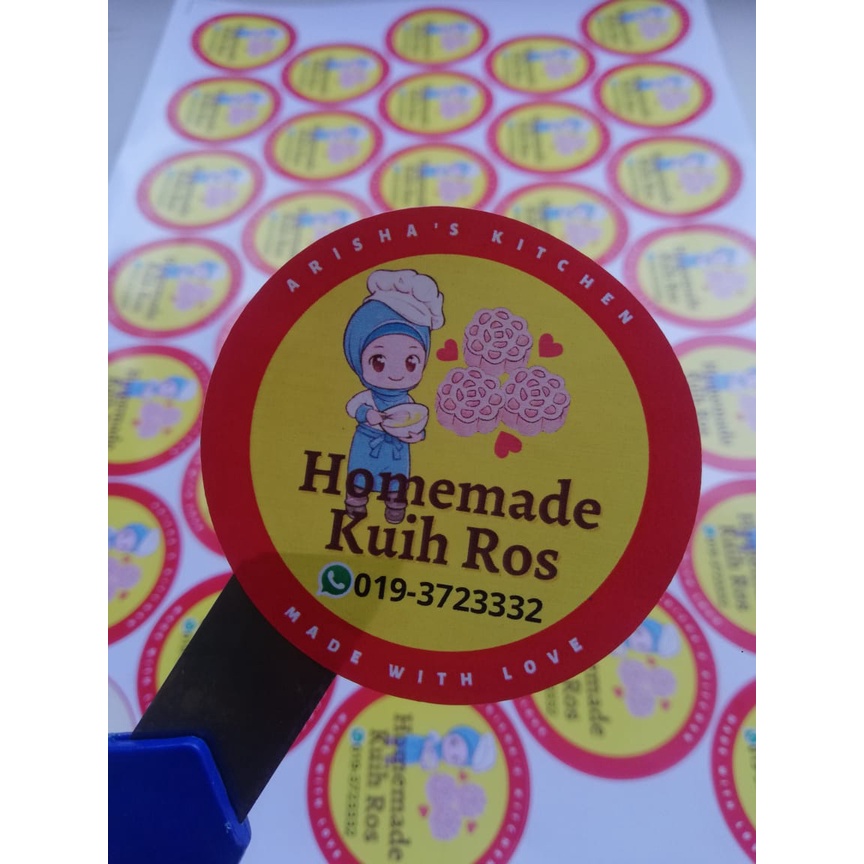 ARISHA'S KITCHEN
Homemade
Kuih Ros
019-3723332
MADE WITH LOVE